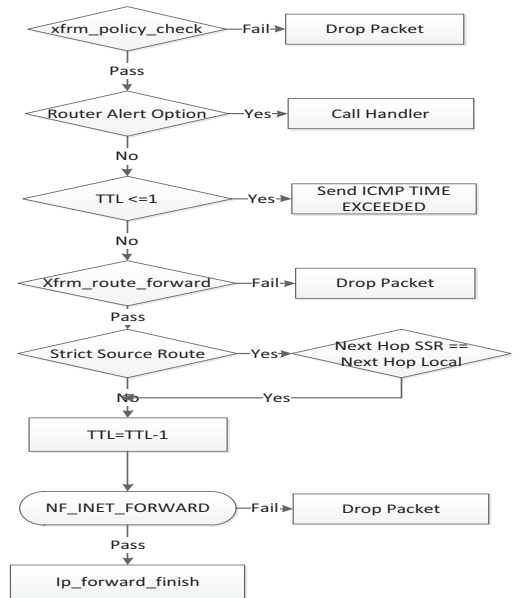 xfrm_policy_check
Fail
Drop Packet
Pass
Router Alert Option
Yes
Call Handler
No
TTL <=1
Yes
Send ICMP TIME
EXCEEDED
No
Xfrm_route_forward
Fail
Drop Packet
Pass
Strict Source Route
Yes
Next Hop SSR ==
Next Hop Local
No
Yes
TTL=TTL-1
NF_INET_FORWARD
Fail
Drop Packet
Pass
Ip_forward_finish